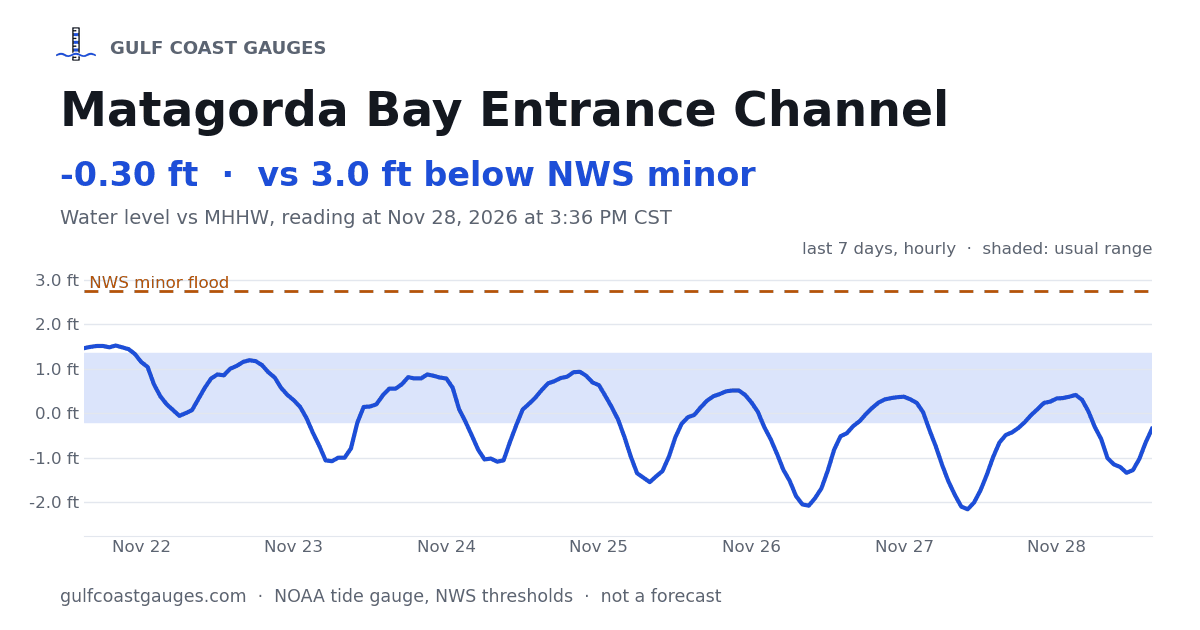 GULF COAST GAUGES
Matagorda Bay Entrance Channel
-0.30 ft · vs 3.0 ft below NWS minor
Water level vs MHHW, reading at Nov 28, 2026 at 3:36 PM CST
last 7 days, hourly · shaded: usual range
3.0 ft
NWS minor flood
2.0 ft
1.0 ft
0.0 ft
-1.0 ft
-2.0 ft
Nov 22 Nov 23 Nov 24 Nov 25 Nov 26 Nov 27 Nov 28
gulfcoastgauges.com · NOAA tide gauge, NWS thresholds · not a forecast